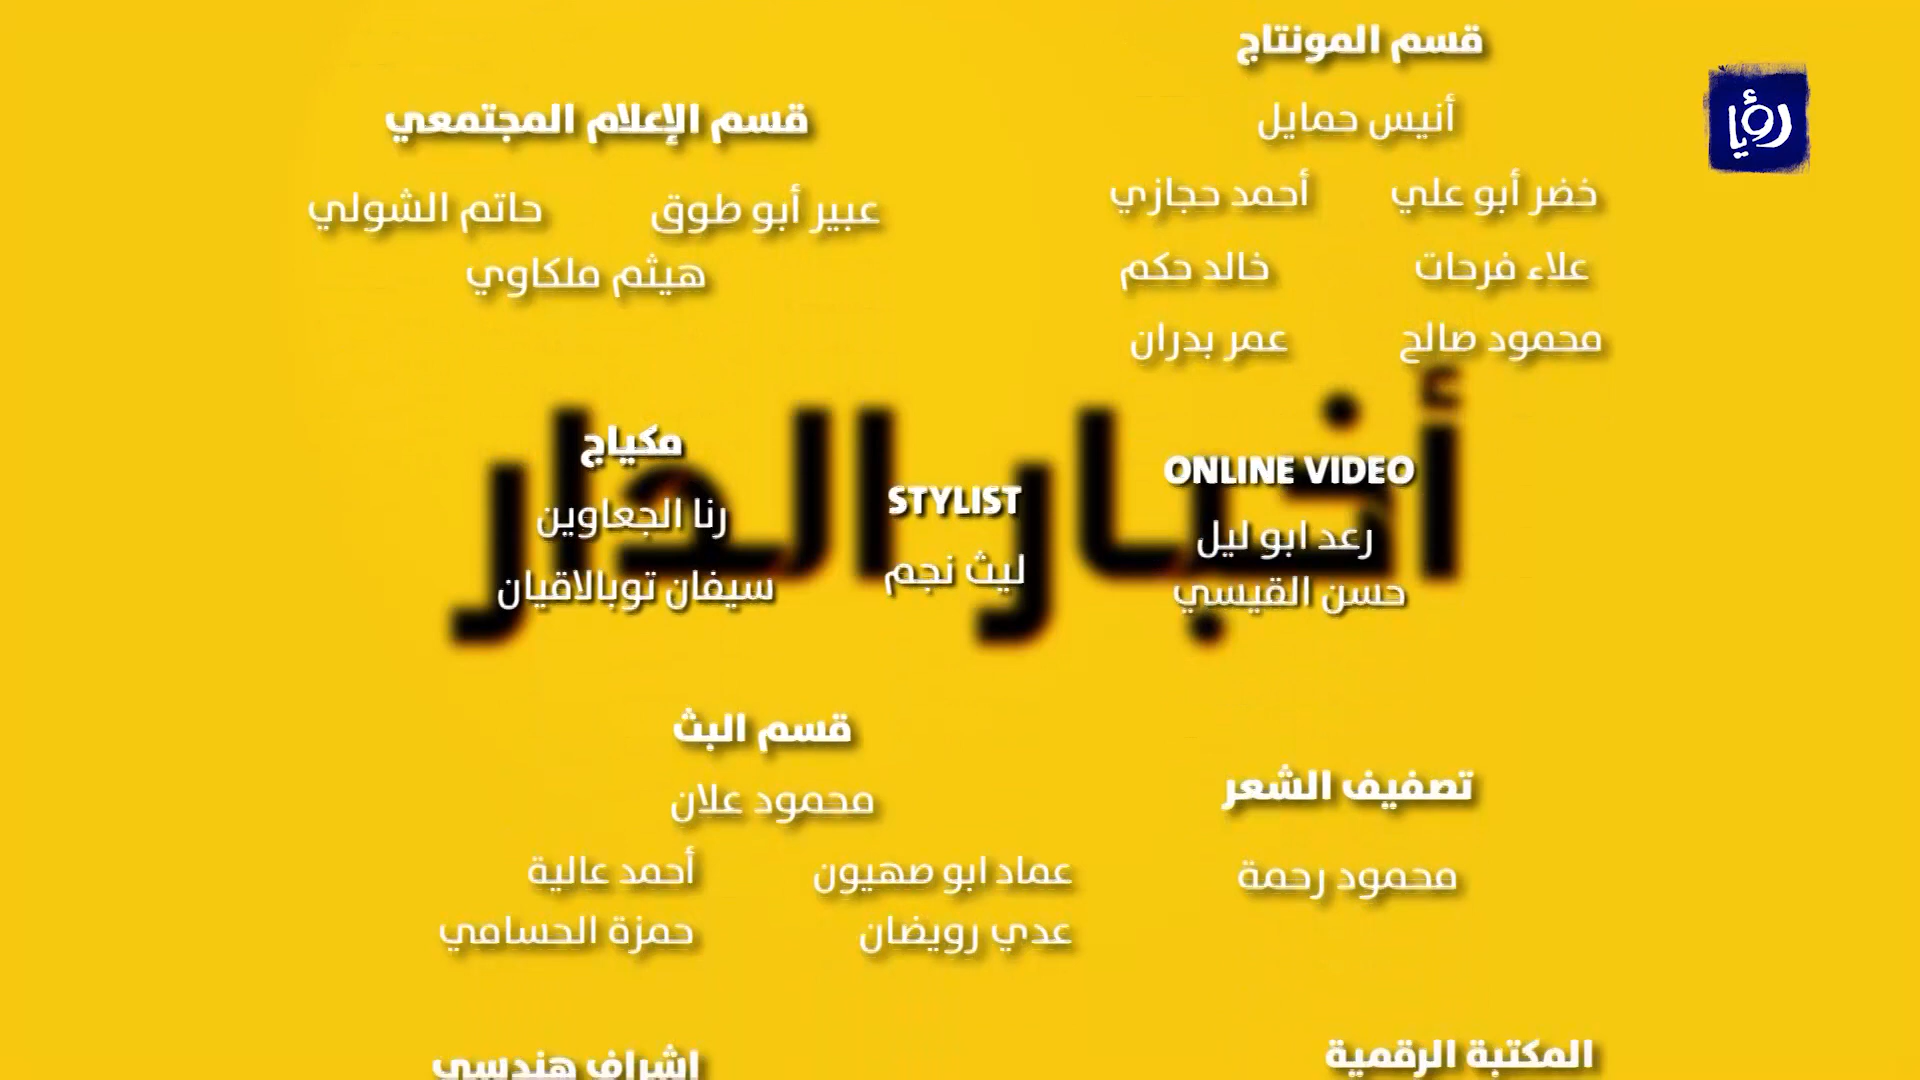 قسم المونتاج
أنيس حمايل
خضر أبو علي أحمد حجازي
علاء فرحات خالد حكم
محمود صالح عمر بدران
رؤيا
قسم الإعلام المجتمعي
عبير أبو طوق حاتم الشولي
هيثم ملكاوي
أخبار الدار
ONLINE VIDEO
رعد ابو ليل
حسن القيسي
STYLIST
ليث نجم
مكياج
رنا الجعاوين
سيفان توبالاقيان
قسم البث
محمود علان
عماد ابو صهيون أحمد عالية
عدي رويضان حمزة الحسامي
تصفيف الشعر
محمود رحمة
المكتبة الرقمية
اشراف هندسي